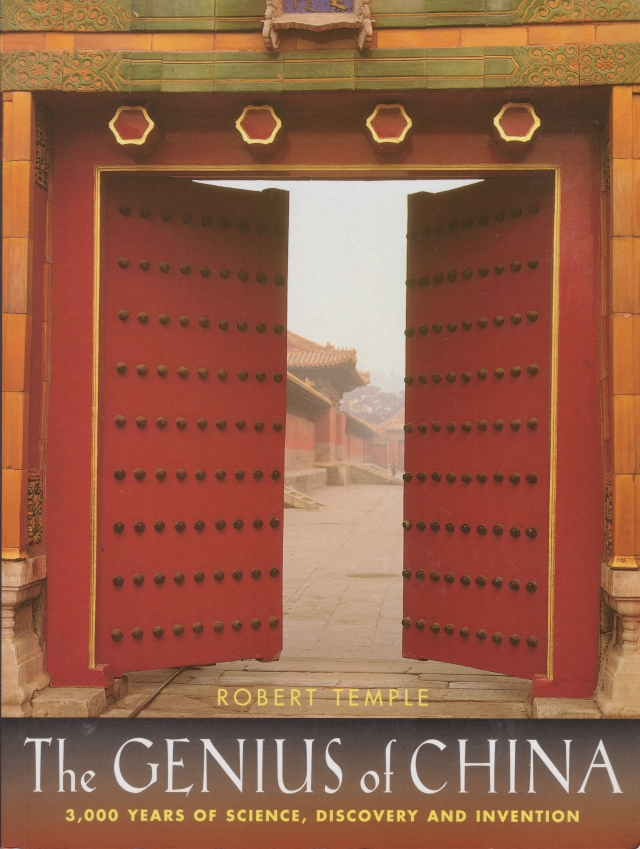 ROBERT TEMPLE
The GENIUS of CHINA
3,000 YEARS OF SCIENCE, DISCOVERY AND INVENTION